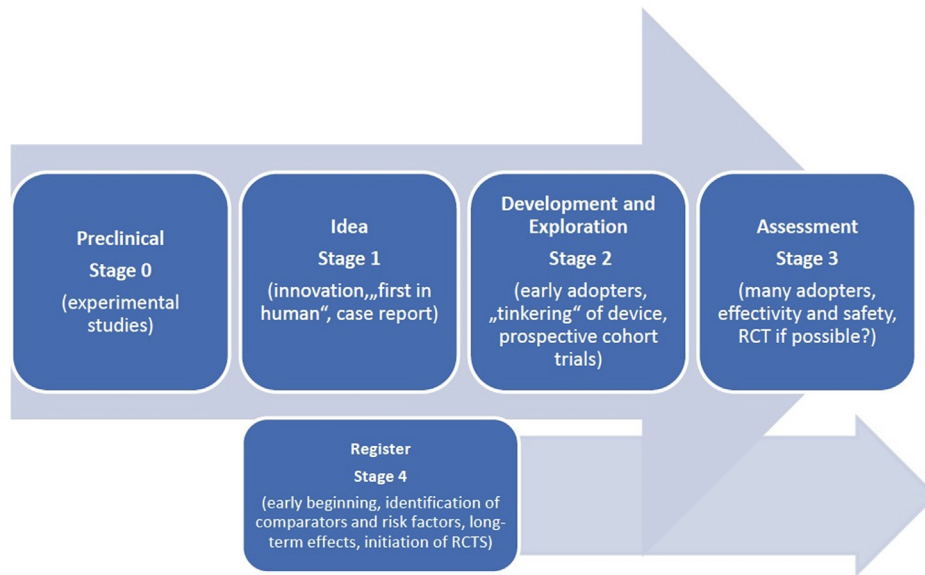 Preclinical
Stage 0
(experimental
studies)
Idea
Stage 1
(innovation,„first in
human“, case report)
Development and
Exploration
Stage 2
(early adopters,
„tinkering“ of device,
prospective cohort
trials)
Assessment
Stage 3
(many adopters,
effectivity and safety,
RCT if possible?)
Register
Stage 4
(early beginning, identification of
comparators and risk factors, long-
term effects, initiation of RCTS)